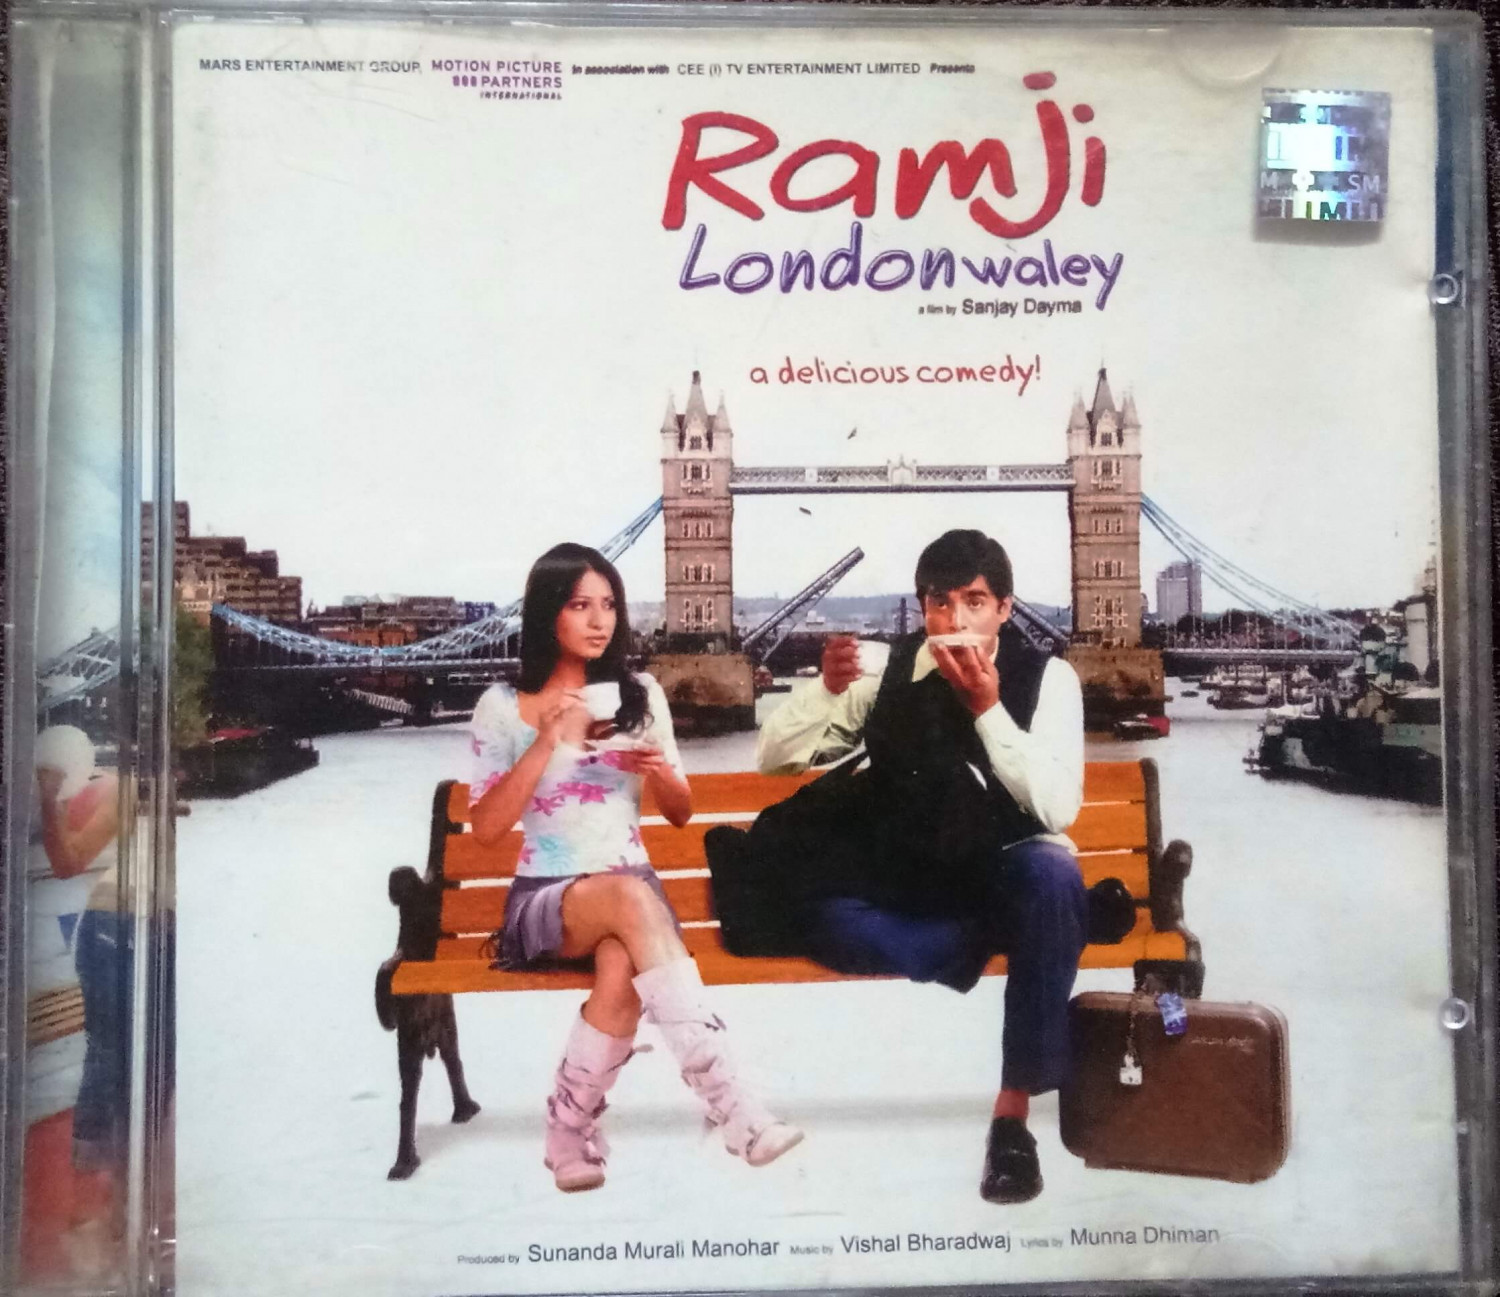 MARS ENTERTAINMENT GROUP, MOTION PICTURE PARTNERS INTERNATIONAL In association with CEE (I) TV ENTERTAINMENT LIMITED Presents
RamJi
Londonwaley
a film by Sanjay Dayma
a delicious comedy!
Produced by Sunanda Murali Manohar Music by Vishal Bharadwaj Lyrics by Munna Dhiman